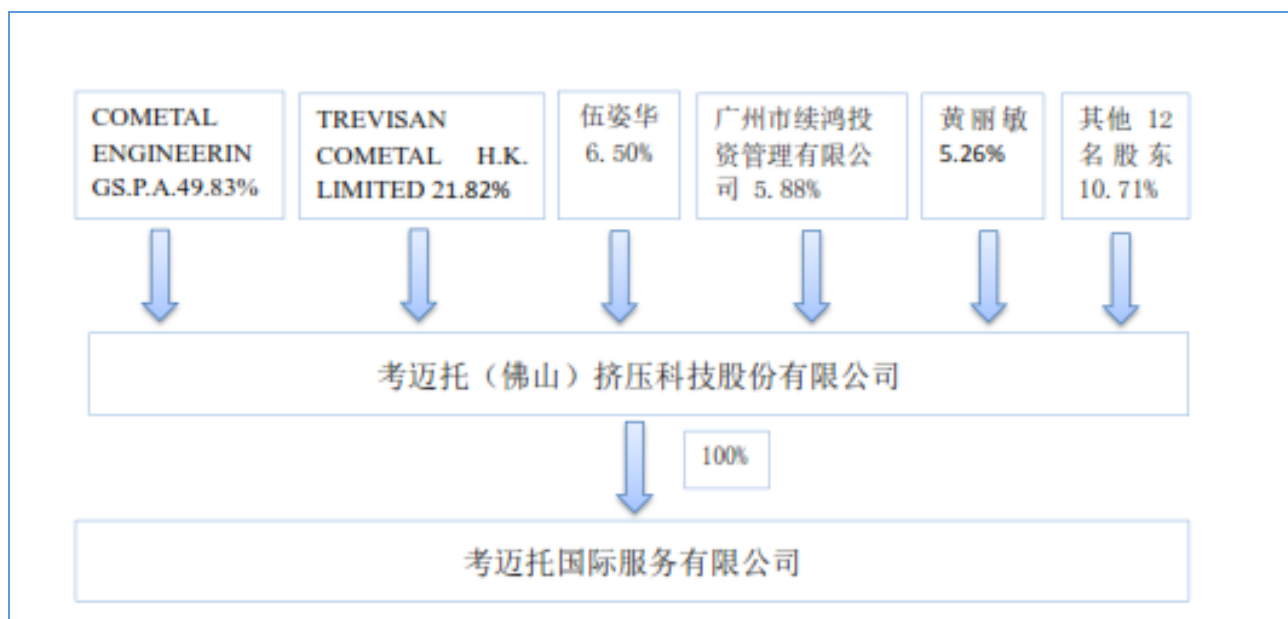 COMETAL
ENGINEERIN
GS.P.A.49.83%
TREVISAN
COMETAL H.K.
LIMITED 21.82%
伍姿华
6.50%
广州市续鸿投
资管理有限公
司 5.88%
黄丽敏
5.26%
其他 12
名股东
10.71%
考迈托（佛山）挤压科技股份有限公司
100%
考迈托国际服务有限公司